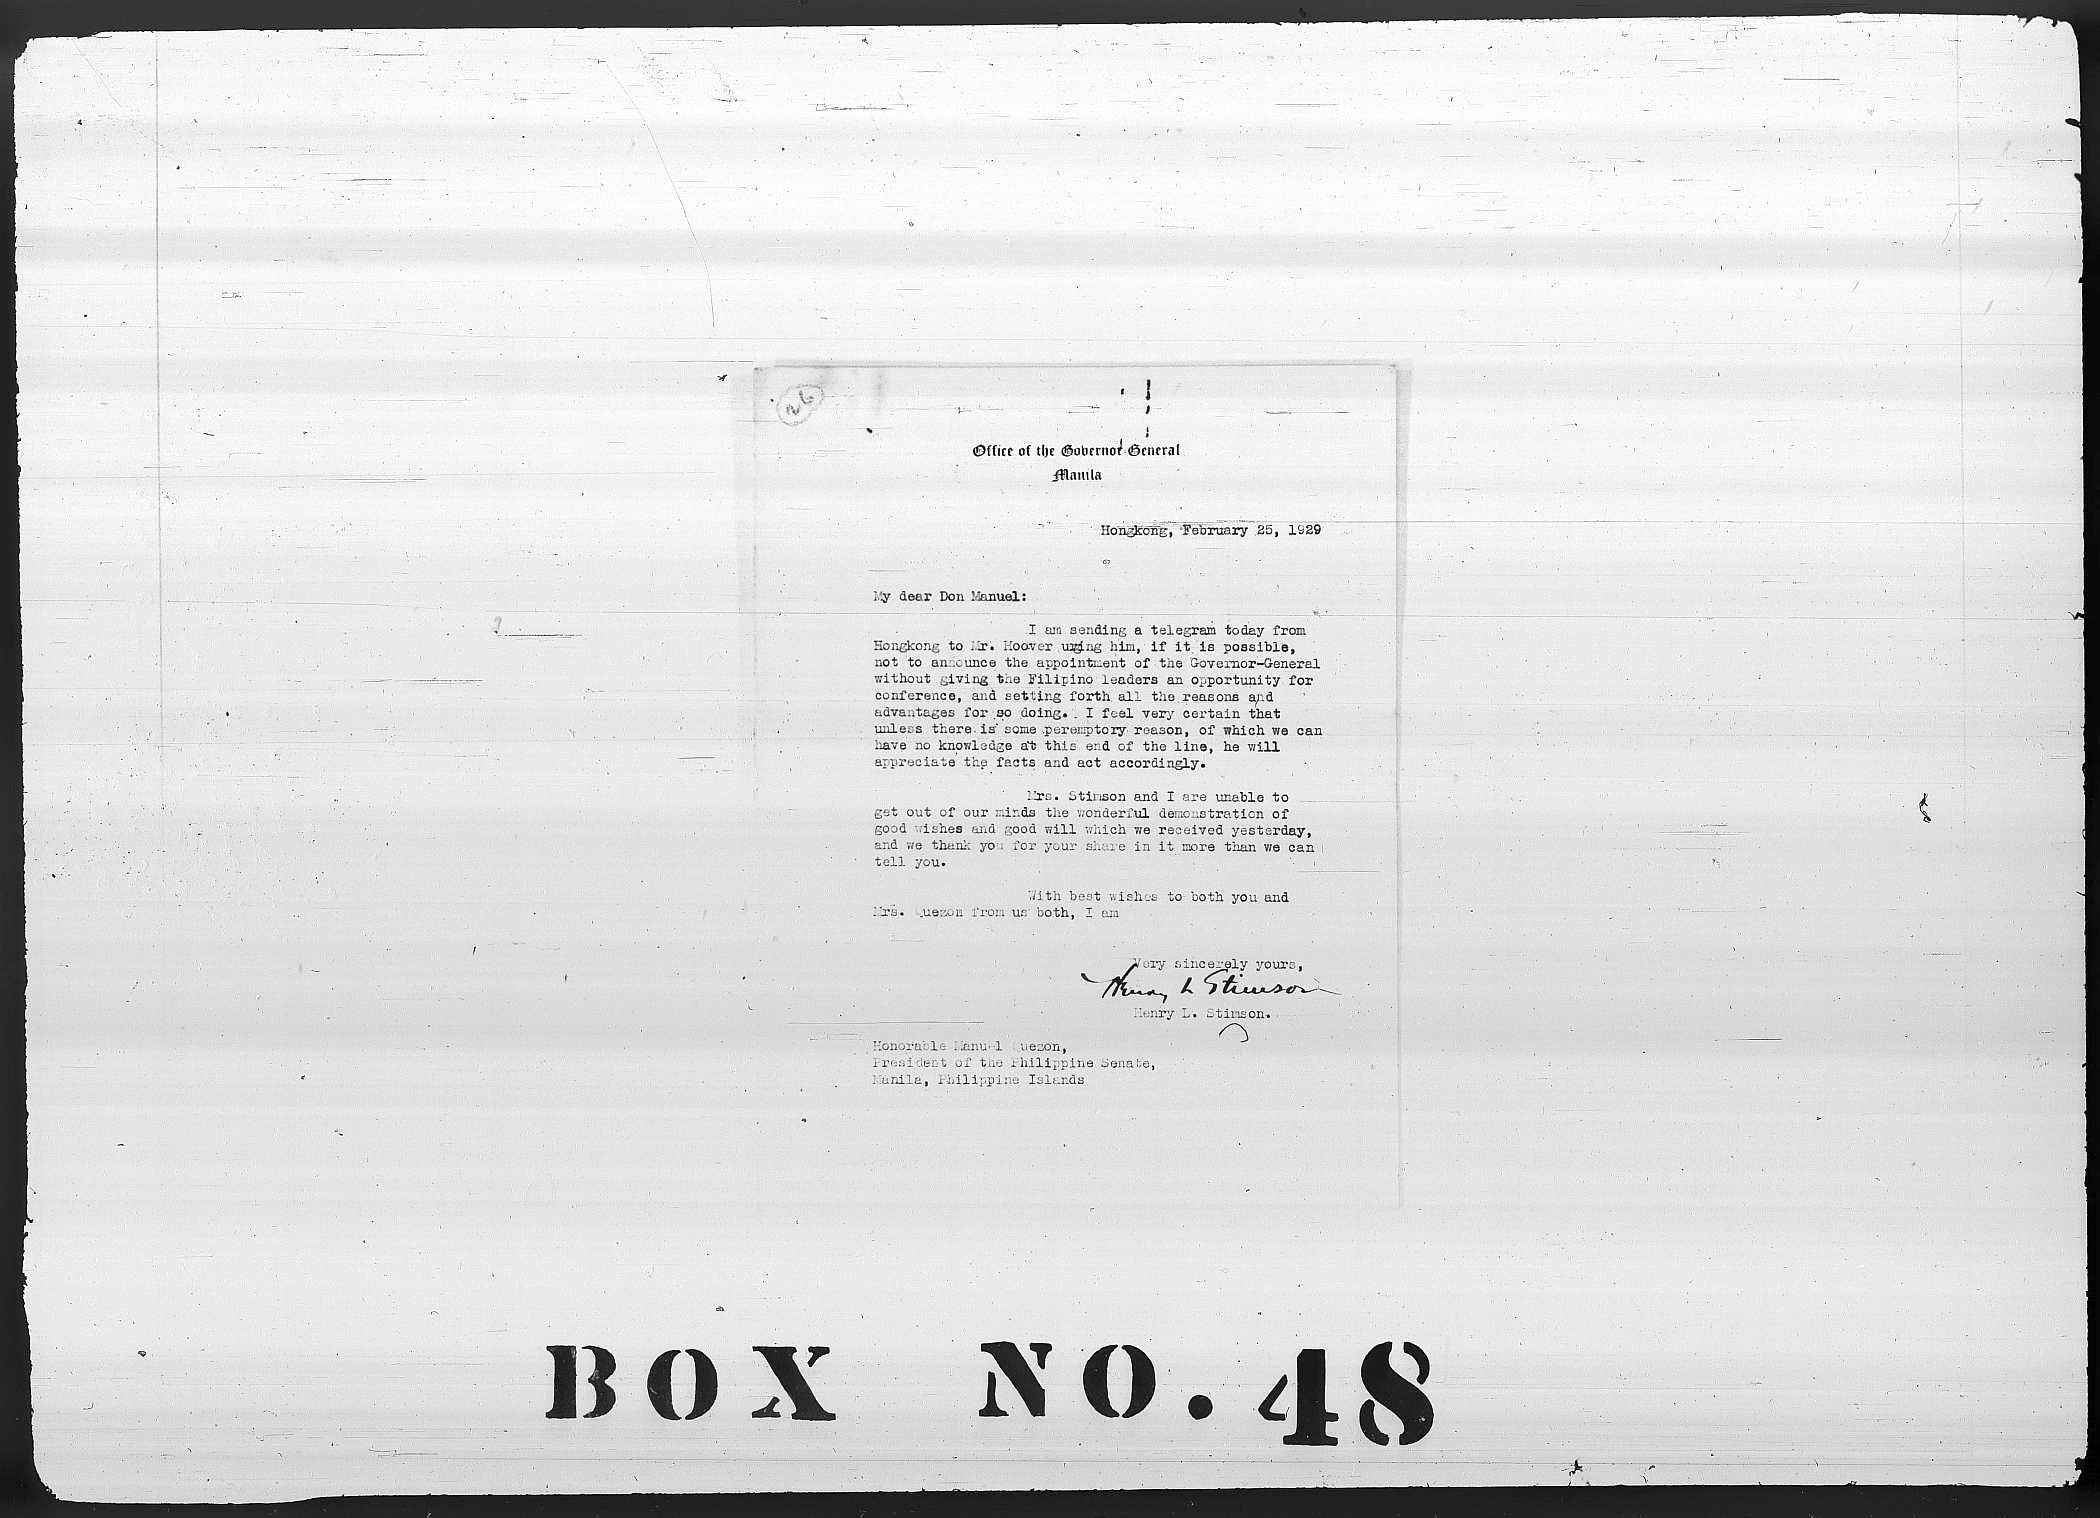 26
Office of the Governor-General
Manila
Hongkong, February 25, 1929
My dear Don Manuel:
I am sending a telegram today from
Hongkong to Mr. Hoover urging him, if it is possible,
not to announce the appointment of the Governor-General
without giving the Filipino leaders an opportunity for
conference, and setting forth all the reasons and
advantages for so doing. I feel very certain that
unless there is some peremptory reason, of which we can
have no knowledge at this end of the line, he will
appreciate the facts and act accordingly.
Mrs. Stimson and I are unable to
get out of our minds the wonderful demonstration of
good wishes and good will which we received yesterday,
and we thank you for your share in it more than we can
tell you.
With best wishes to both you and
Mrs. Quezon from us both, I am
Very sincerely yours,
Henry L Stimson
Henry L. Stimson.
Honorable Manuel Quezon,
President of the Philippine Senate,
Manila, Philippine Islands
BOX NO. 48